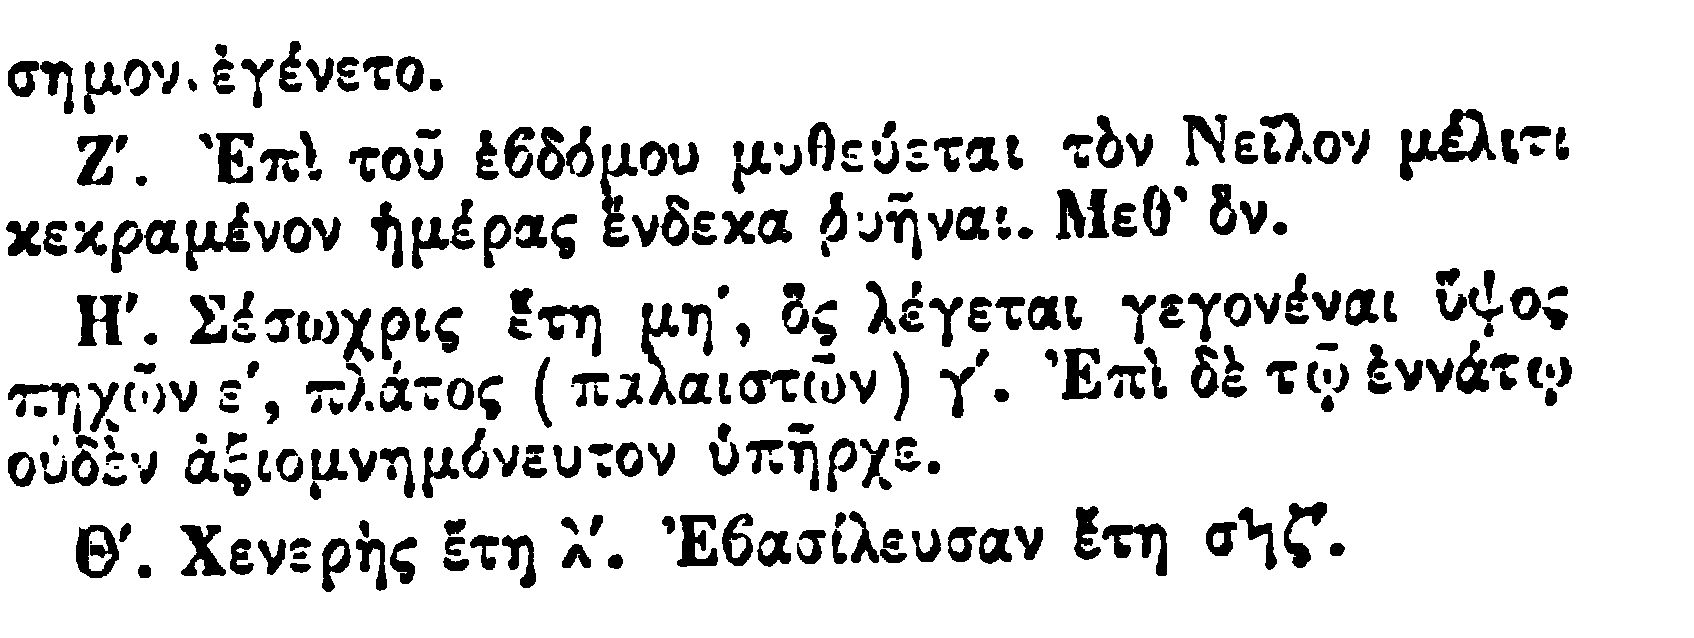 σημον. ἐγένετο.
Ζ′. Ἐπὶ τοῦ ἑϐδόμου μυθεύεται τὸν Νεῖλον μέλιτι
κεκραμένον ἡμέρας ἕνδεκα ῥυῆναι. Μεθ᾽ ὃν.
Η′. Σέσωχρις ἔτη μη′, ὃς λέγεται γεγονέναι ὕψος
πηχῶν ε′, πλάτος (παλαιστῶν) γ′. Ἐπὶ δὲ τῷ ἐννάτῳ
οὐδὲν ἀξιομνημόνευτον ὑπῆρχε.
Θ′. Χενερὴς ἔτη λ′. Ἐϐασίλευσαν ἔτη σϟζ′.